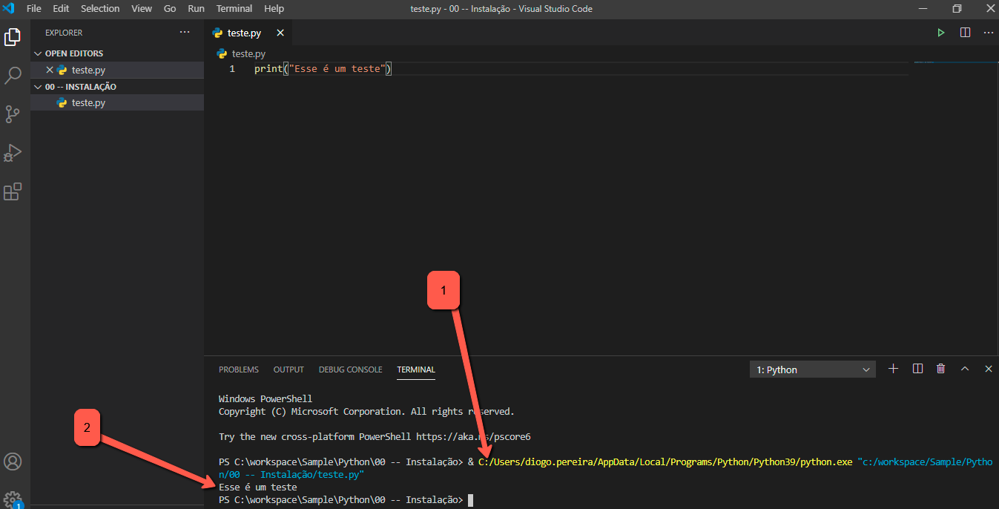 File Edit Selection View Go Run Terminal Help
teste.py - 00 -- Instalação - Visual Studio Code
EXPLORER
OPEN EDITORS
teste.py
00 -- INSTALAÇÃO
teste.py
teste.py
teste.py
1 print("Esse é um teste")
1
2
PROBLEMS OUTPUT DEBUG CONSOLE TERMINAL
1: Python
Windows PowerShell
Copyright (C) Microsoft Corporation. All rights reserved.
Try the new cross-platform PowerShell https://aka.ms/pscore6
PS C:\workspace\Sample\Python\00 -- Instalação> & C:/Users/diogo.pereira/AppData/Local/Programs/Python/Python39/python.exe "c:/workspace/Sample/Pytho
n/00 -- Instalação/teste.py"
Esse é um teste
PS C:\workspace\Sample\Python\00 -- Instalação>
1